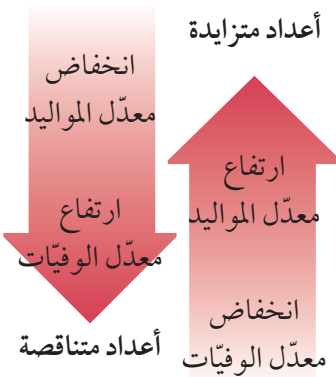 أعداد متزايدة
ارتفاع
معدّل المواليد
انخفاض
معدّل الوفيّات
انخفاض
معدّل المواليد
ارتفاع
معدّل الوفيّات
أعداد متناقصة